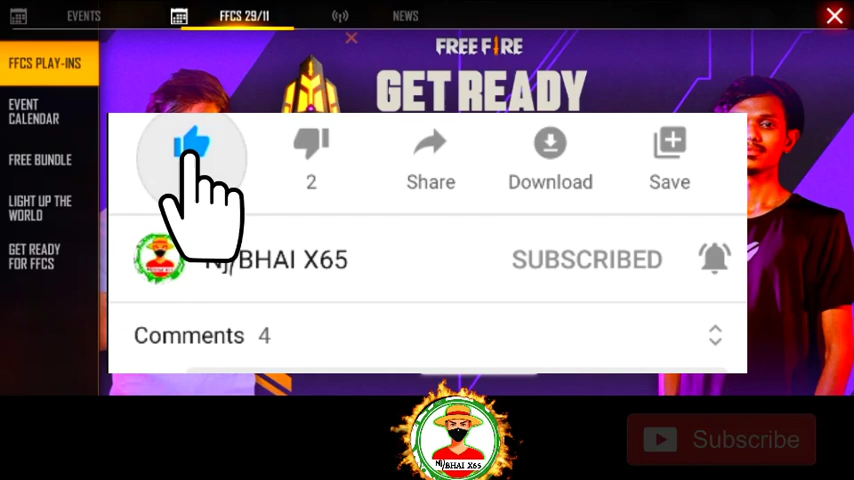 EVENTS
FFCS 29/11
NEWS
FFCS PLAY-INS
EVENT
CALENDAR
FREE BUNDLE
LIGHT UP THE
WORLD
GET READY
FOR FFCS
FREE FIRE
GET READY
2
Share
Download
Save
BHAI X65
SUBSCRIBED
Comments 4
BHAI X65
Subscribe